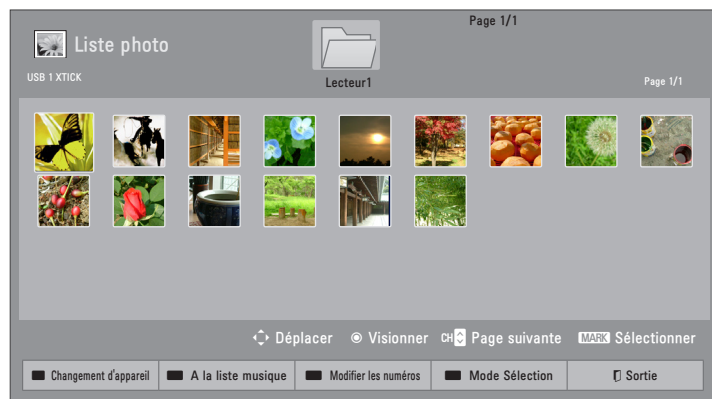 Page 1/1
Liste photo
Lecteur1
USB 1 XTICK
Page 1/1
Déplacer Visionner CH Page suivante MARK Sélectionner
Changement d'appareil A la liste musique Modifier les numéros Mode Sélection Sortie